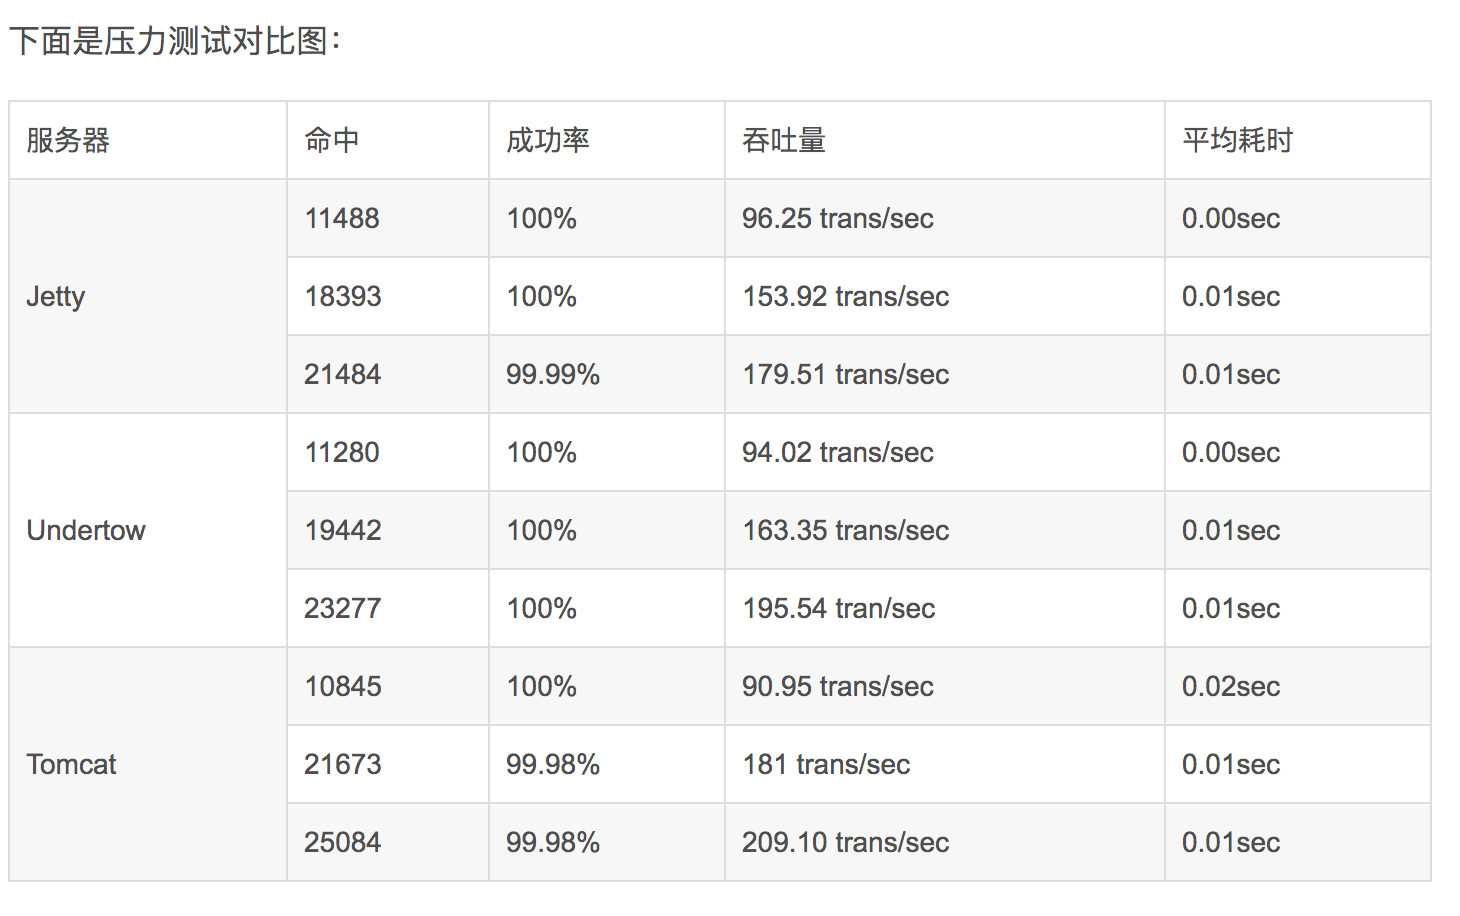 下面是压力测试对比图：
服务器 命中 成功率 吞吐量 平均耗时
Jetty 11488 100% 96.25 trans/sec 0.00sec
18393 100% 153.92 trans/sec 0.01sec
21484 99.99% 179.51 trans/sec 0.01sec
Undertow 11280 100% 94.02 trans/sec 0.00sec
19442 100% 163.35 trans/sec 0.01sec
23277 100% 195.54 tran/sec 0.01sec
Tomcat 10845 100% 90.95 trans/sec 0.02sec
21673 99.98% 181 trans/sec 0.01sec
25084 99.98% 209.10 trans/sec 0.01sec